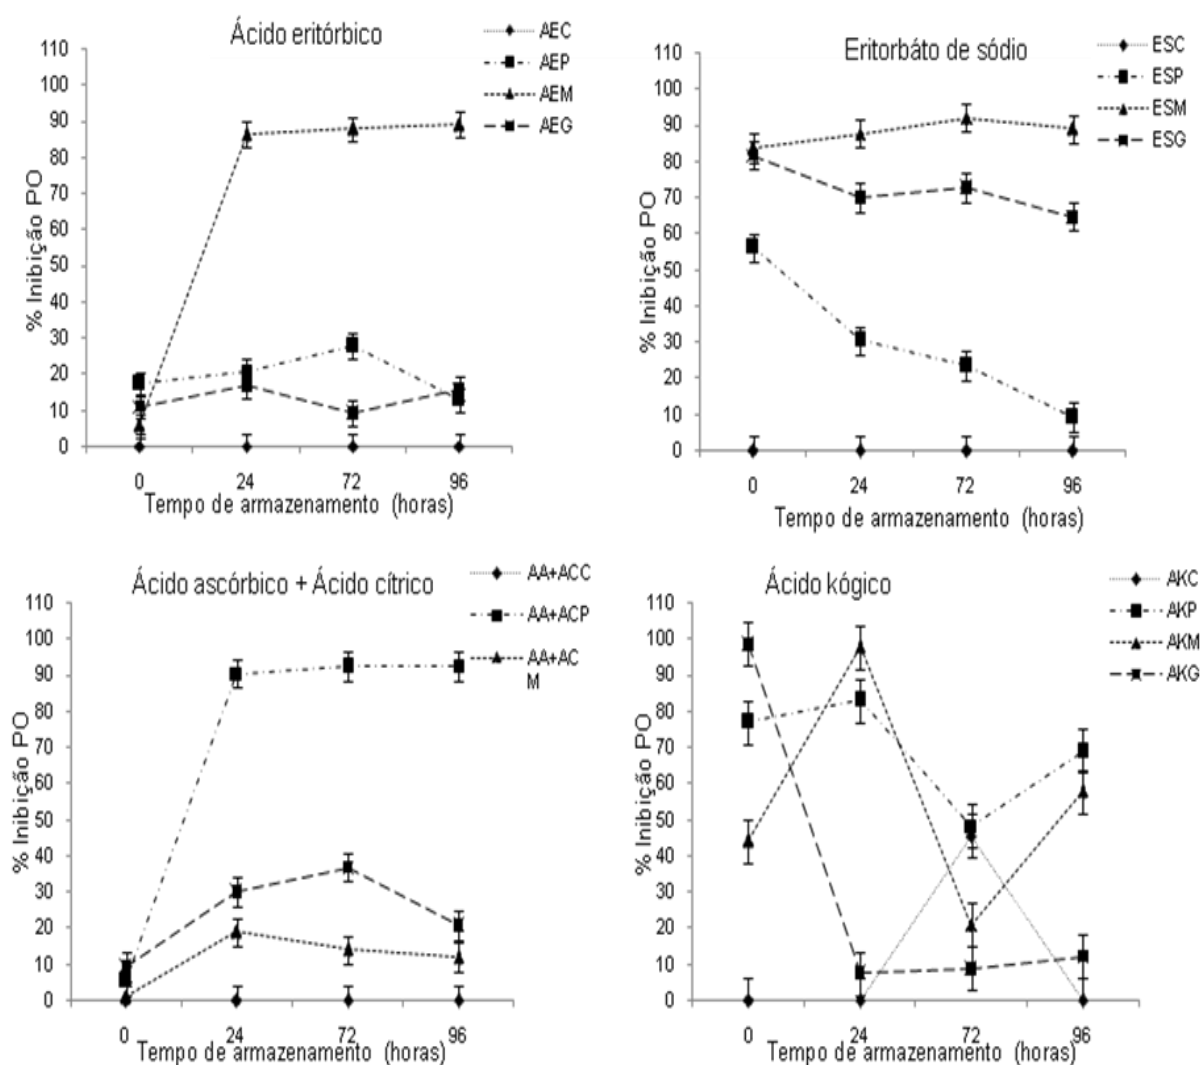 Ácido eritórbico
AEC
AEP
AEM
AEG
% Inibição PO
110
100
90
80
70
60
50
40
30
20
10
0
0 24 72 96
Tempo de armazenamento (horas)
Eritorbáto de sódio
ESC
ESP
ESM
ESG
% Inibição PO
110
100
90
80
70
60
50
40
30
20
10
0
0 24 72 96
Tempo de armazenamento (horas)
Ácido ascórbico + Ácido cítrico
AA+ACC
AA+ACP
AA+AC
M
% Inibição PO
110
100
90
80
70
60
50
40
30
20
10
0
0 24 72 96
Tempo de armazenamento (horas)
Ácido kógico
AKC
AKP
AKM
AKG
% Inibição PO
110
100
90
80
70
60
50
40
30
20
10
0
0 24 72 96
Tempo de armazenamento (horas)